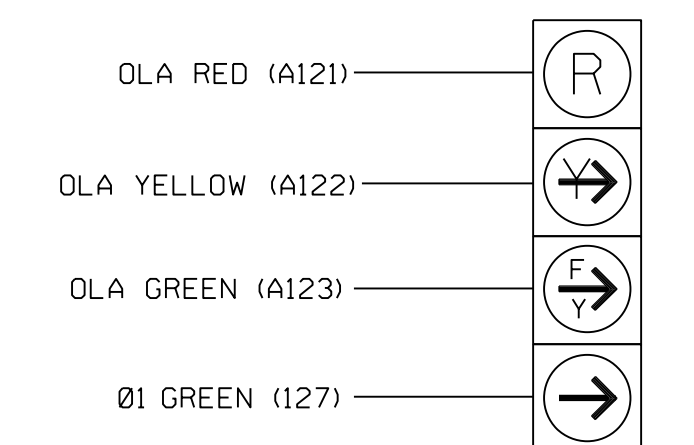 OLA RED (A121)
R
OLA YELLOW (A122)
Y
OLA GREEN (A123)
F
Y
Ø1 GREEN (127)